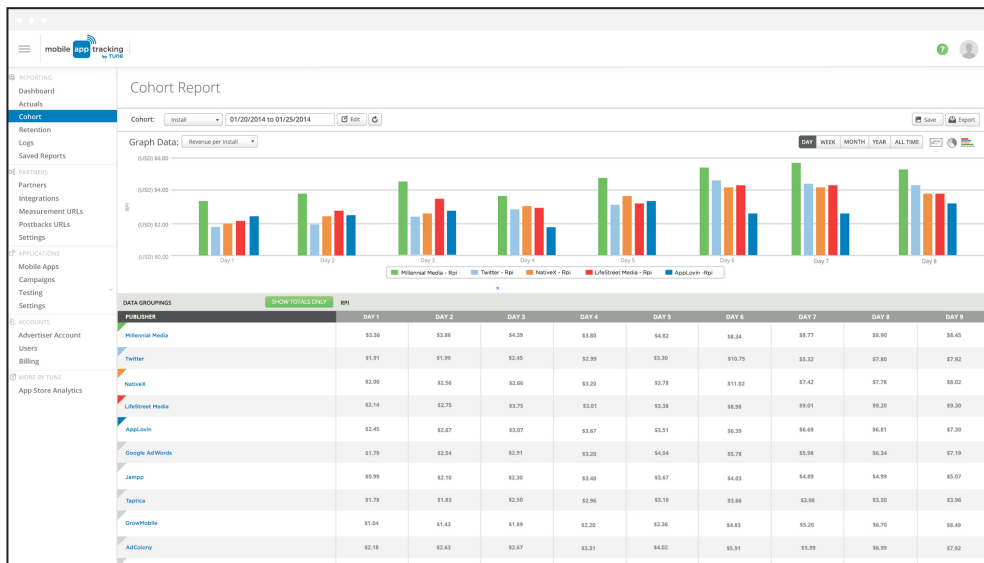 mobile app tracking
by TUNE
?
REPORTING
Dashboard
Actuals
Cohort
Retention
Logs
Saved Reports
PARTNERS
Partners
Integrations
Measurement URLs
Postbacks URLs
Settings
APPLICATIONS
Mobile Apps
Campaigns
Testing
Settings
ACCOUNTS
Advertiser Account
Users
Billing
MORE BY TUNE
App Store Analytics
Cohort Report
Cohort: Install 01/20/2014 to 01/25/2014 Edit Save Export
Graph Data: Revenue per Install DAY WEEK MONTH YEAR ALL TIME
(USD) $6.00
(USD) $4.00
RPI
(USD) $2.00
(USD) $0.00
Day 1 Day 2 Day 3 Day 4 Day 5 Day 6 Day 7 Day 8
Millennial Media - Rpi Twitter - Rpi NativeX - Rpi LifeStreet Media - Rpi AppLovin -Rpi
DATA GROUPINGS SHOW TOTALS ONLY RPI
PUBLISHER DAY 1 DAY 2 DAY 3 DAY 4 DAY 5 DAY 6 DAY 7 DAY 8 DAY 9
Millennial Media $3.36 $3.86 $4.39 $3.80 $4.82 $8.34 $8.77 $8.90 $8.45
Twitter $1.91 $1.99 $2.45 $2.99 $3.30 $10.75 $5.32 $7.80 $7.92
NativeX $2.00 $2.56 $2.66 $3.20 $3.78 $11.02 $7.42 $7.78 $8.02
LifeStreet Media $2.14 $2.75 $3.75 $3.01 $3.38 $8.98 $9.01 $9.20 $9.30
AppLovin $2.45 $2.67 $3.07 $3.67 $3.51 $6.39 $6.69 $6.81 $7.30
Google AdWords $1.79 $2.54 $2.91 $3.20 $4.04 $5.78 $5.98 $6.34 $7.19
Jampp $0.99 $2.10 $2.30 $3.40 $3.67 $4.03 $4.89 $4.99 $5.07
Taptica $1.78 $1.83 $2.50 $2.96 $3.10 $3.66 $3.98 $3.50 $3.96
GrowMobile $1.04 $1.43 $1.89 $2.20 $2.36 $4.83 $5.20 $6.70 $8.49
AdColony $2.18 $2.63 $2.67 $3.31 $4.02 $5.91 $5.99 $6.99 $7.92